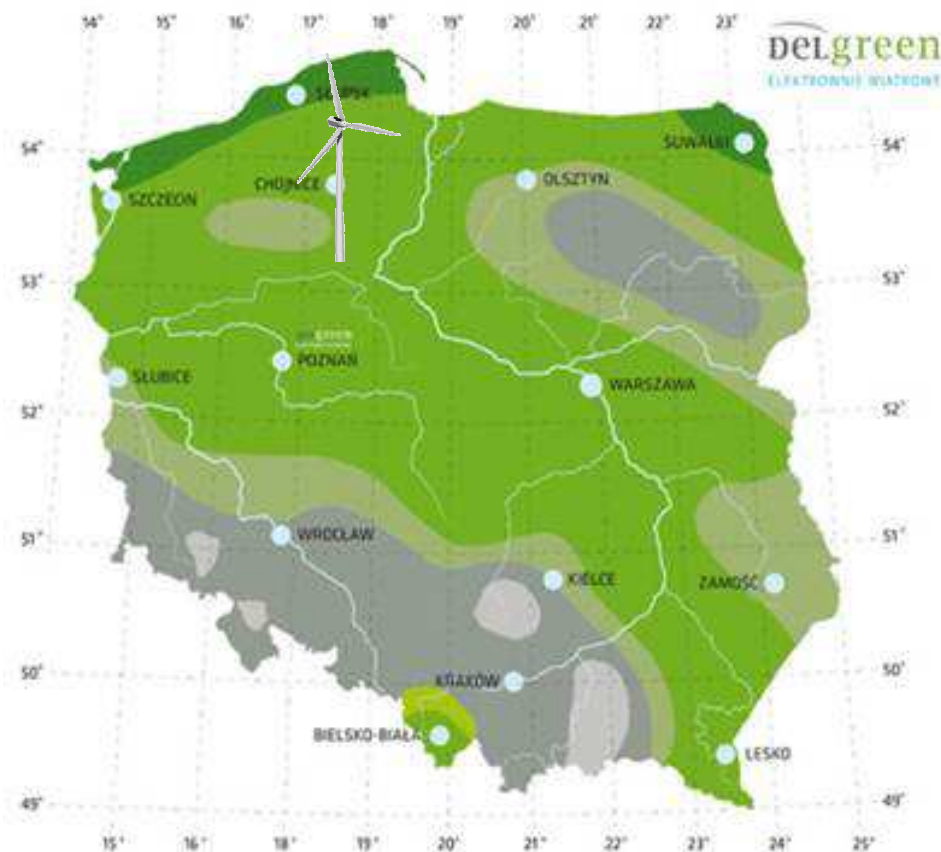 14° 15° 16° 17° 18° 19° 20° 21° 22° 23°
DELgreen
ELEKTROWNIE WIATROWE
SŁUPSK
54° SUWAŁKI 54°
CHOJNICE OLSZTYN
SZCZECIN
53° 53°
green
POZNAŃ
SŁUBICE WARSZAWA
52° 52°
51° WROCŁAW 51°
KIELCE ZAMOŚĆ
50° KRAKÓW 50°
BIELSKO-BIAŁA LESKO
49° 49°
15° 16° 17° 18° 19° 20° 21° 22° 23° 24° 25°